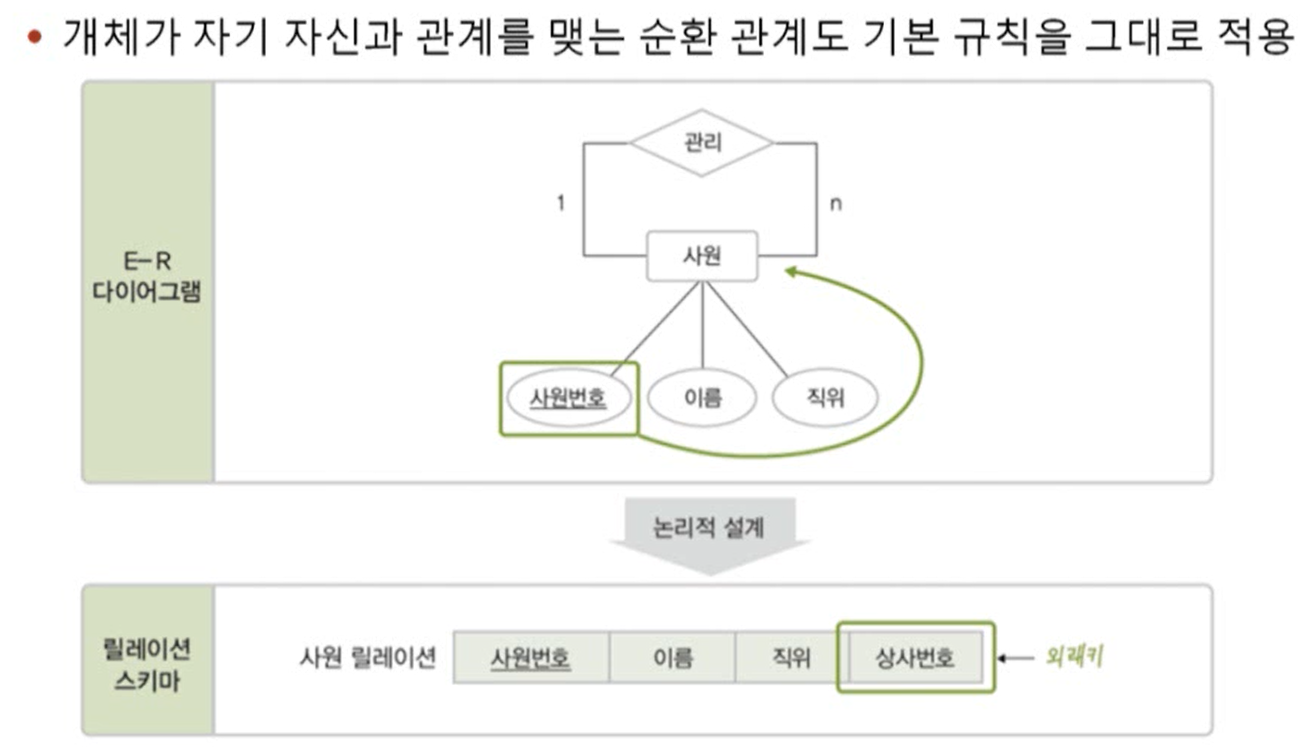 • 개체가 자기 자신과 관계를 맺는 순환 관계도 기본 규칙을 그대로 적용
E-R
다이어그램
관리
1
n
사원
사원번호
이름
직위
논리적 설계
릴레이션
스키마
사원 릴레이션
사원번호
이름
직위
상사번호
외래키